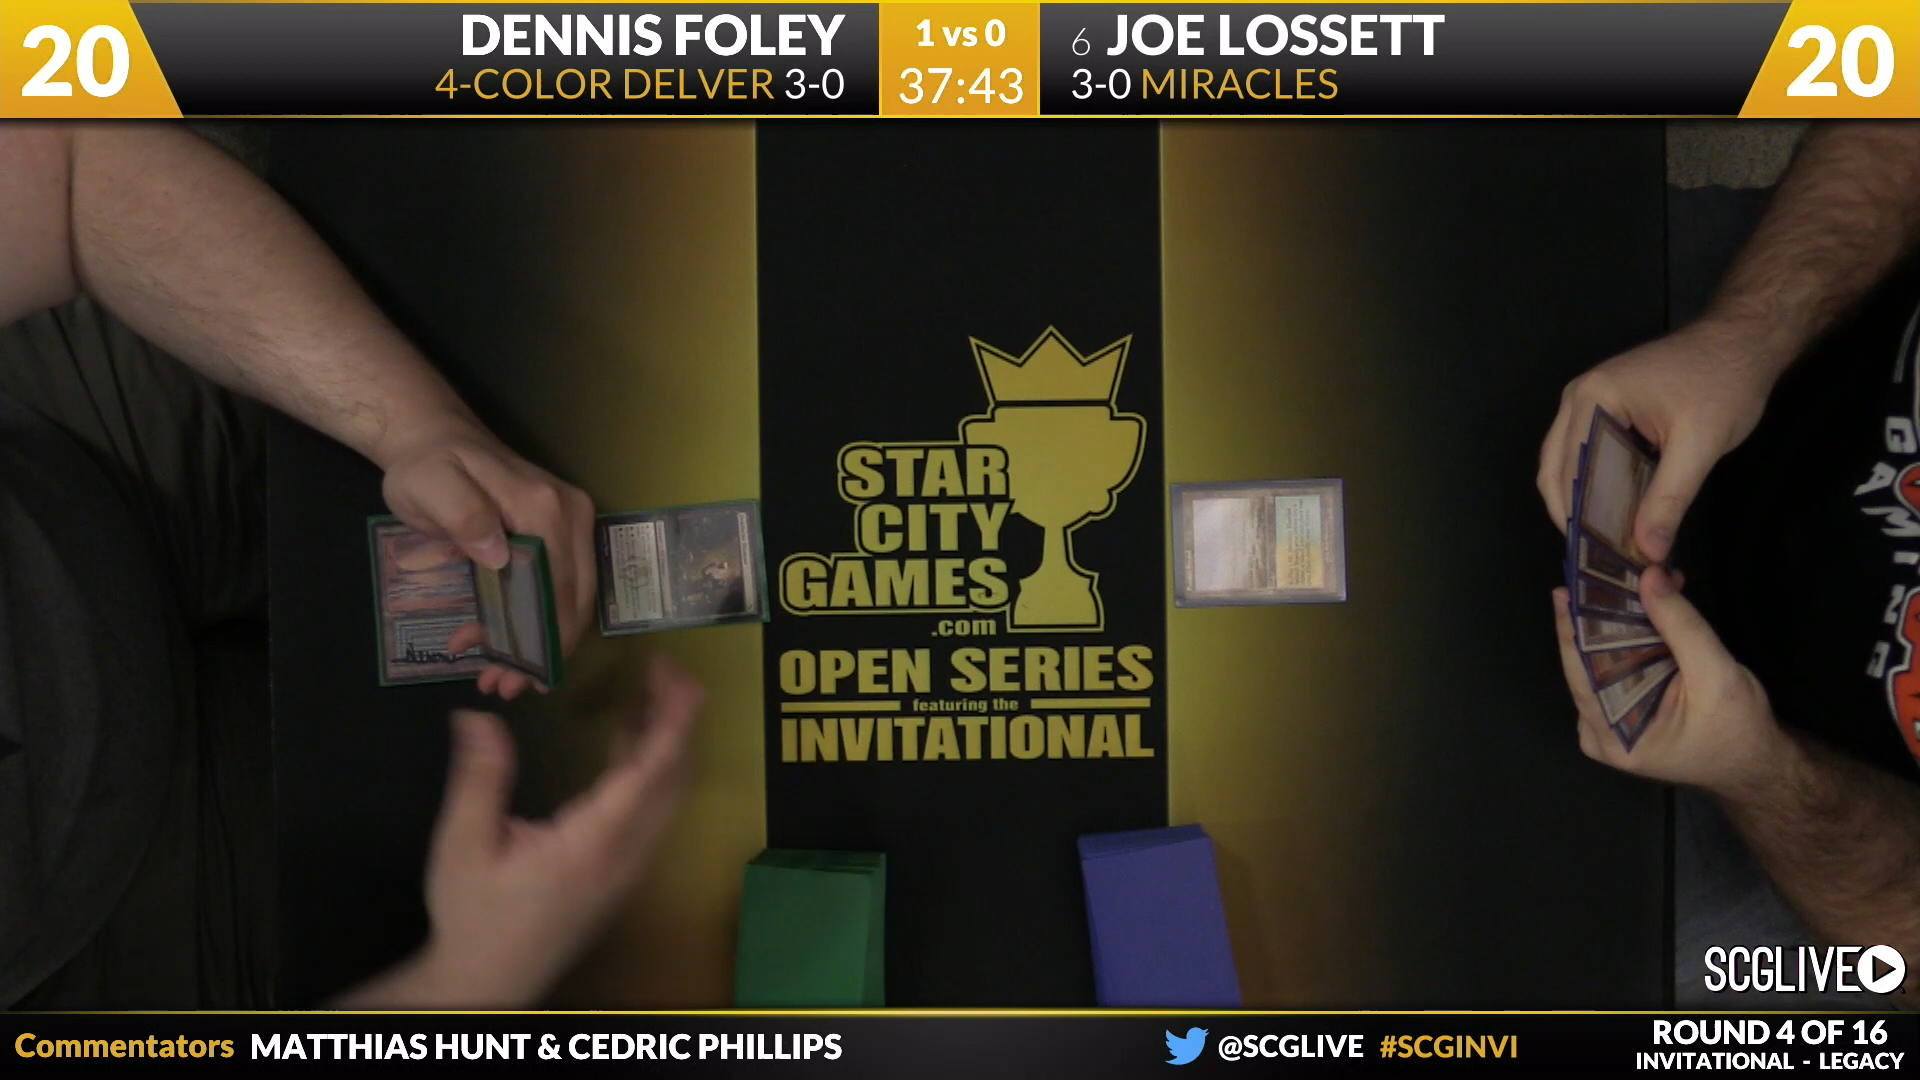 20
DENNIS FOLEY
4-COLOR DELVER 3-0
1 vs 0
37:43
6 JOE LOSSETT
3-0 MIRACLES
20
STAR
CITY
GAMES
.com
OPEN SERIES
featuring the
INVITATIONAL
SCGLIVE
Commentators MATTHIAS HUNT & CEDRIC PHILLIPS
@SCGLIVE #SCGINVI
ROUND 4 OF 16
INVITATIONAL - LEGACY